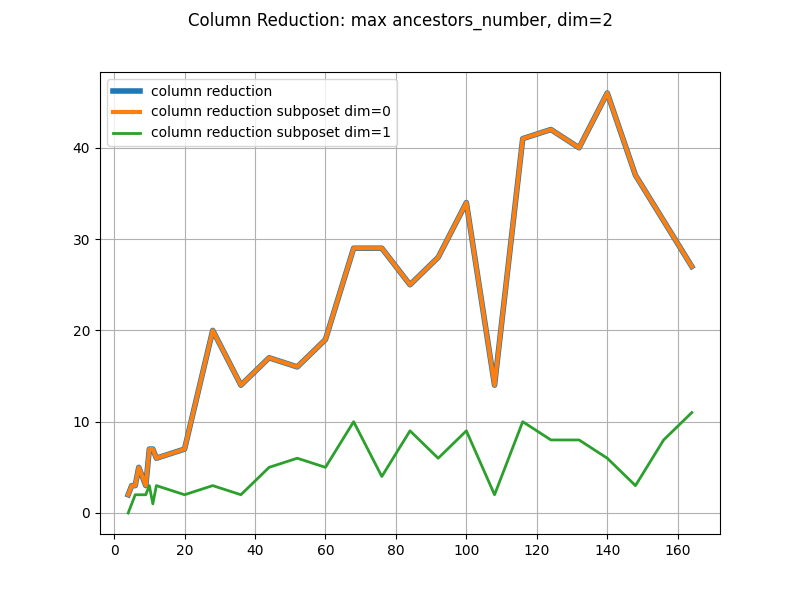 Column Reduction: max ancestors_number, dim=2
column reduction
column reduction subposet dim=0
column reduction subposet dim=1
40
30
20
10
0
0 20 40 60 80 100 120 140 160